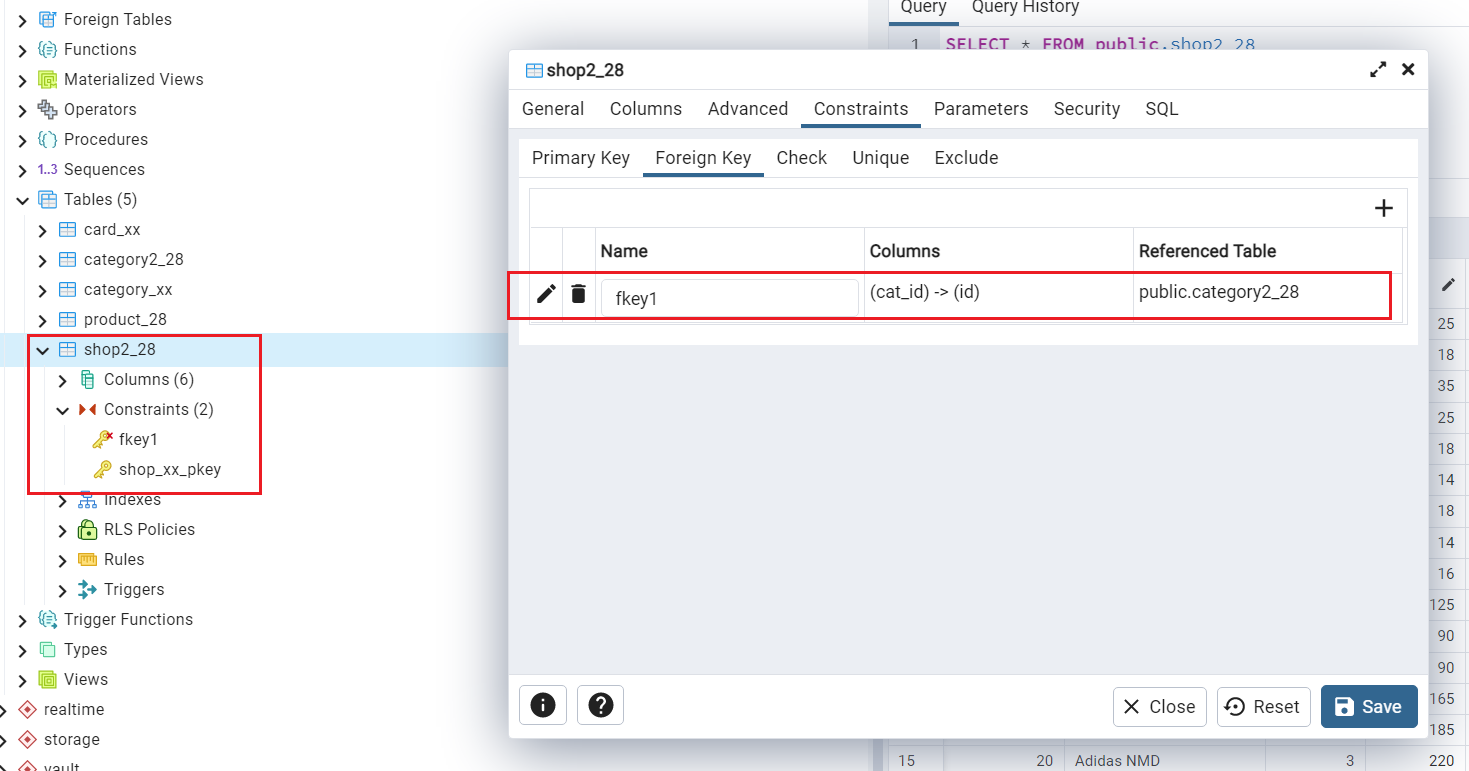 Foreign Tables
Functions
Materialized Views
Operators
Procedures
1..3 Sequences
Tables (5)
card_xx
category2_28
category_xx
product_28
shop2_28
Columns (6)
Constraints (2)
fkey1
shop_xx_pkey
Indexes
RLS Policies
Rules
Triggers
Trigger Functions
Types
Views
realtime
storage
vault
Query Query History
1 SELECT * FROM public.shop2_28
shop2_28
General Columns Advanced Constraints Parameters Security SQL
Primary Key Foreign Key Check Unique Exclude
Name Columns Referenced Table
fkey1 (cat_id) -> (id) public.category2_28
Close Reset Save
25
18
35
25
18
14
18
14
16
125
90
90
165
185
15 20 Adidas NMD 3 220